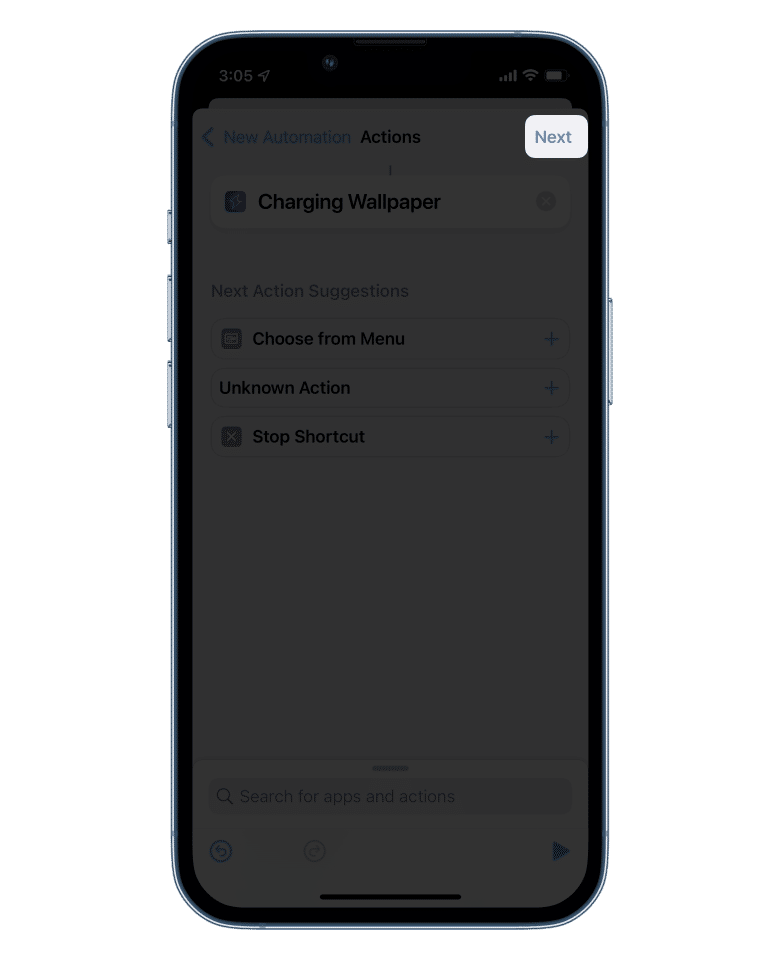 3:05
New Automation Actions Next
Charging Wallpaper
Next Action Suggestions
Choose from Menu
Unknown Action
Stop Shortcut
Search for apps and actions